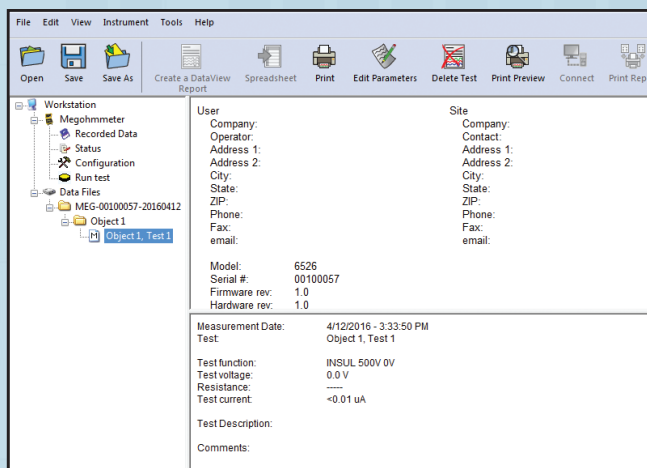 File Edit View Instrument Tools Help
Open Save Save As Create a DataView Report Spreadsheet Print Edit Parameters Delete Test Print Preview Connect Print Rep
Workstation
Megohmmeter
Recorded Data
Status
Configuration
Run test
Data Files
MEG-00100057-20160412
Object 1
M Object 1, Test 1
User Site
Company: Company:
Operator: Contact:
Address 1: Address 1:
Address 2: Address 2:
City: City:
State: State:
ZIP: ZIP:
Phone: Phone:
Fax: Fax:
email: email:
Model: 6526
Serial #: 00100057
Firmware rev: 1.0
Hardware rev: 1.0
Measurement Date: 4/12/2016 - 3:33:50 PM
Test: Object 1, Test 1
Test function: INSUL 500V 0V
Test voltage: 0.0 V
Resistance: -----
Test current: <0.01 uA
Test Description:
Comments: